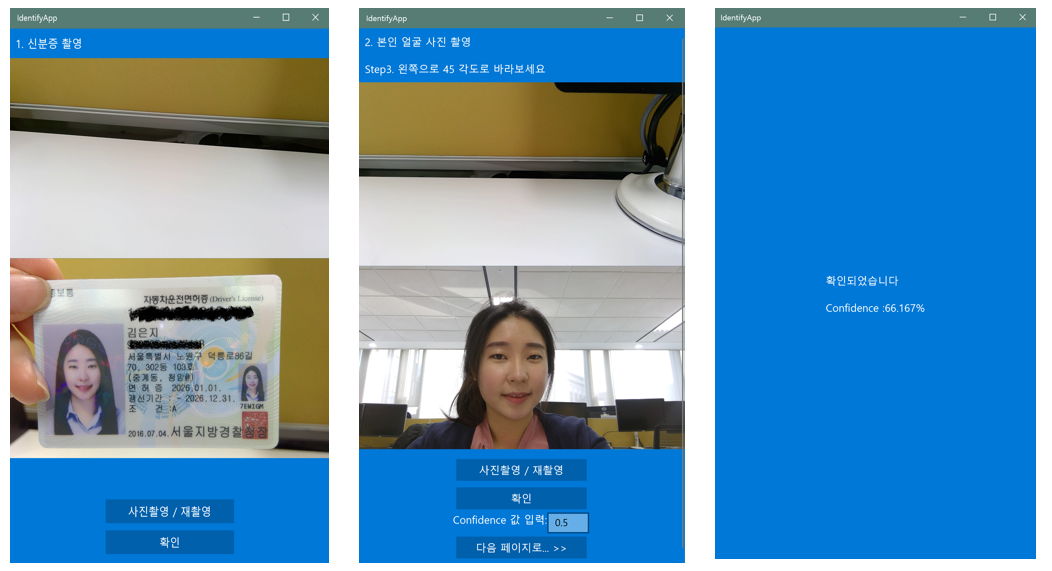 IdentifyApp
1. 신분증 촬영
자동차운전면허증 (Driver's License)
김은지
서울특별시 노원구 덕릉로86길
70, 302동 103호
(중계동, 청암@)
면 허 증 2026.01.01.
갱신기간 : ~ 2026.12.31.
조 건 :A
7EWIGM
2016.07.04. 서울지방경찰청장
사진촬영 / 재촬영
확인
IdentifyApp
2. 본인 얼굴 사진 촬영
Step3. 왼쪽으로 45 각도로 바라보세요
사진촬영 / 재촬영
확인
Confidence 값 입력: 0.5
다음 페이지로... >>
IdentifyApp
확인되었습니다
Confidence :66.167%